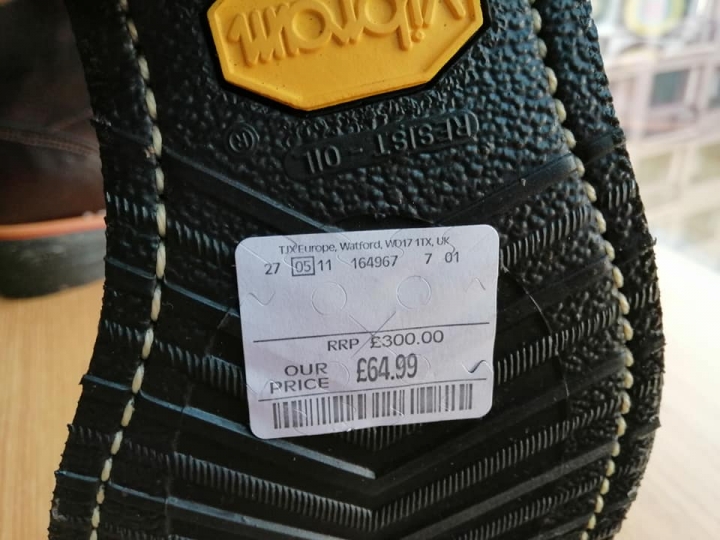 vibram
RESIST-OIL
®
TJX Europe, Watford, WD17 1TX, UK
27 05 11 164967 7 01
RRP £300.00
OUR PRICE £64.99